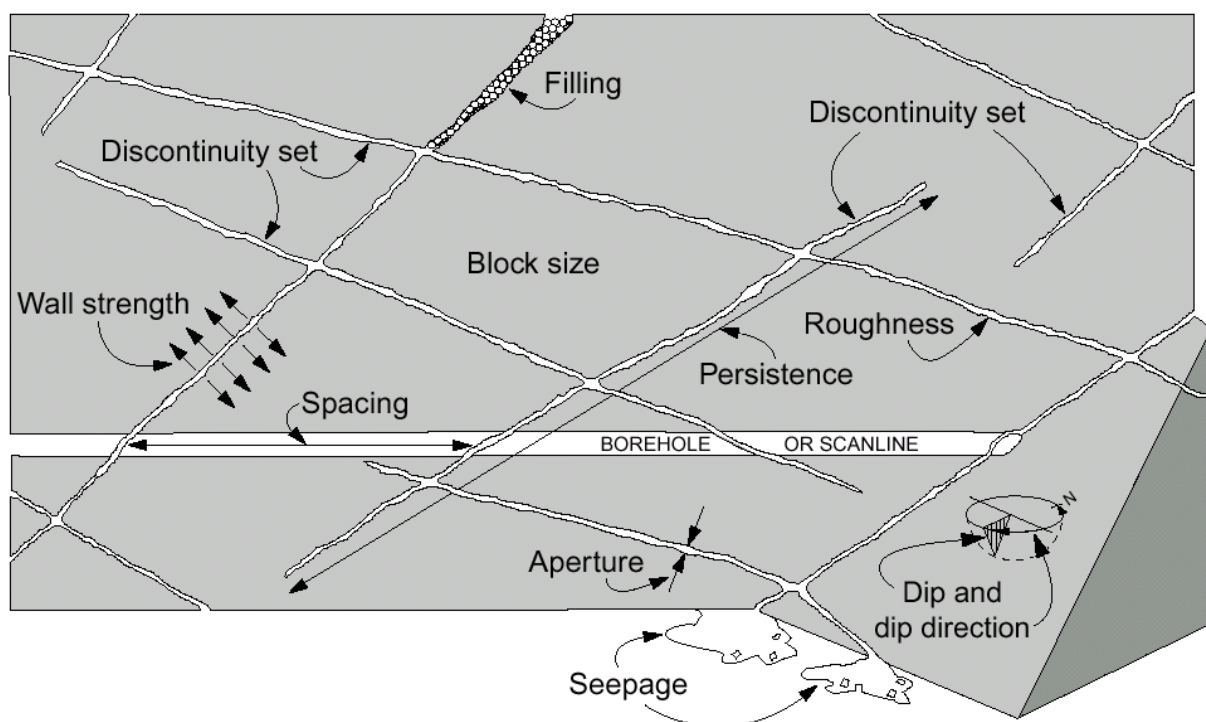 Filling
Discontinuity set
Discontinuity set
Block size
Wall strength
Roughness
Persistence
Spacing
BOREHOLE OR SCANLINE
N
Aperture
Dip and
dip direction
Seepage